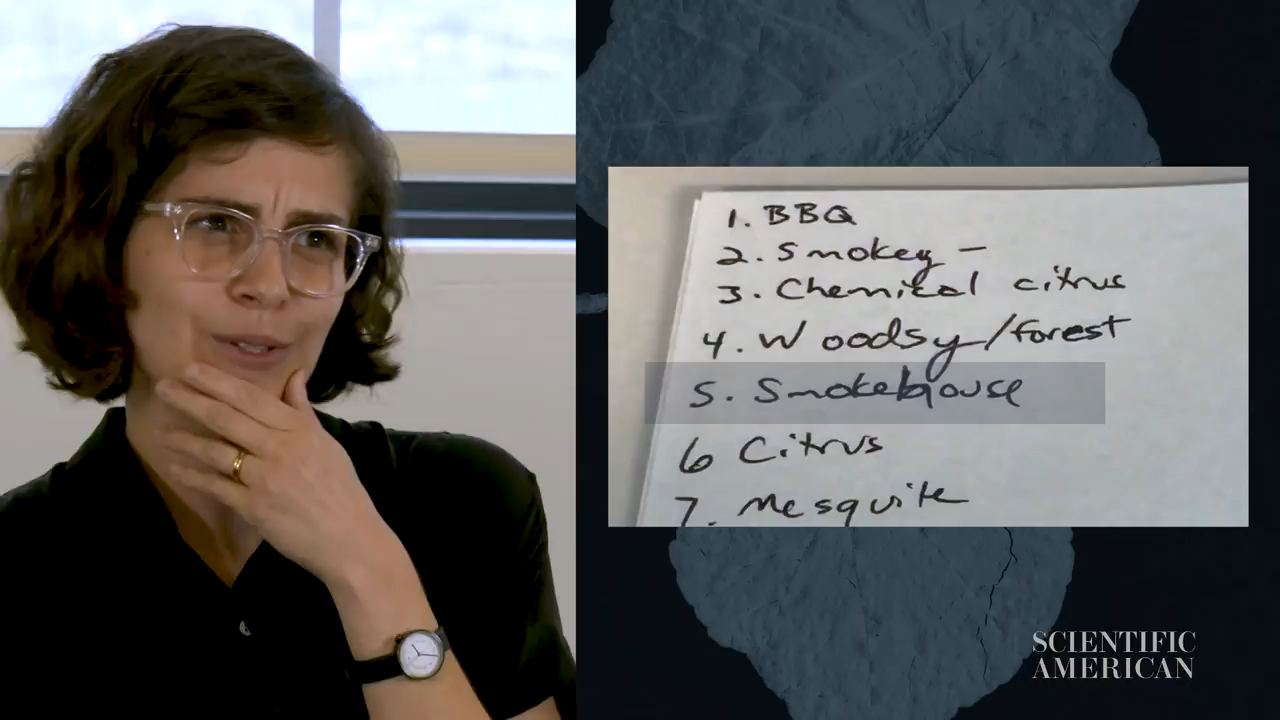 1. BBQ
2. Smokey –
3. Chemical citrus
4. Woodsy/forest
5. Smokehouse
6 Citrus
7. Mesquite
SCIENTIFIC
AMERICAN